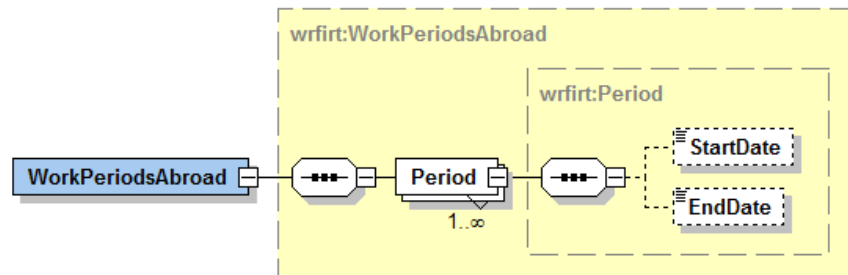 wrfirt:WorkPeriodsAbroad
wrfirt:Period
StartDate
WorkPeriodsAbroad
Period
1..∞
EndDate